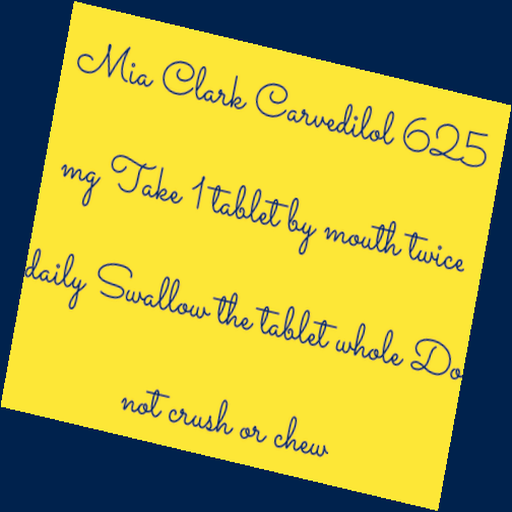 Mia Clark Carvedilol 625
mg Take 1 tablet by mouth twice
daily Swallow the tablet whole Do
not crush or chew